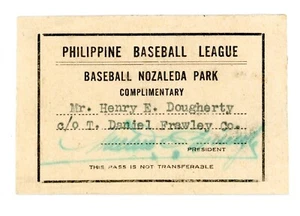 PHILIPPINE BASEBALL LEAGUE
BASEBALL NOZALEDA PARK
COMPLIMENTARY
Mr. Henry E. Dougherty
c/o T. Daniel Frawley Co.
PRESIDENT
THIS PASS IS NOT TRANSFERABLE